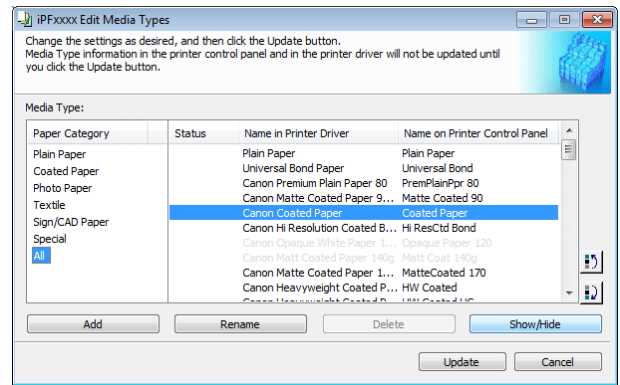 iPFxxxx Edit Media Types
Change the settings as desired, and then click the Update button.
Media Type information in the printer control panel and in the printer driver will not be updated until
you click the Update button.
Media Type:
Paper Category Status Name in Printer Driver Name on Printer Control Panel
Plain Paper
Coated Paper
Photo Paper
Textile
Sign/CAD Paper
Special
All
Plain Paper Plain Paper
Universal Bond Paper Universal Bond
Canon Premium Plain Paper 80 PremPlainPpr 80
Canon Matte Coated Paper 9... Matte Coated 90
Canon Coated Paper Coated Paper
Canon Hi Resolution Coated B... Hi ResCtd Bond
Canon Opaque White Paper 1... Opaque Paper 120
Canon Matt Coated Paper 140g Matt Coat 140g
Canon Matte Coated Paper 1... MatteCoated 170
Canon Heavyweight Coated P... HW Coated
Canon Heavyweight Coated P... HW Coated HG
Add Rename Delete Show/Hide
Update Cancel